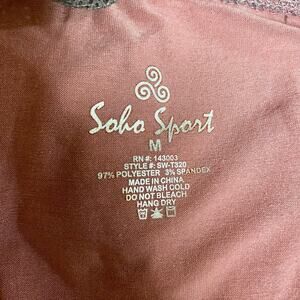 Soho Sport
M
RN #: 143003
STYLE #: SW-T320
97% POLYESTER 3% SPANDEX
MADE IN CHINA
HAND WASH COLD
DO NOT BLEACH
HANG DRY